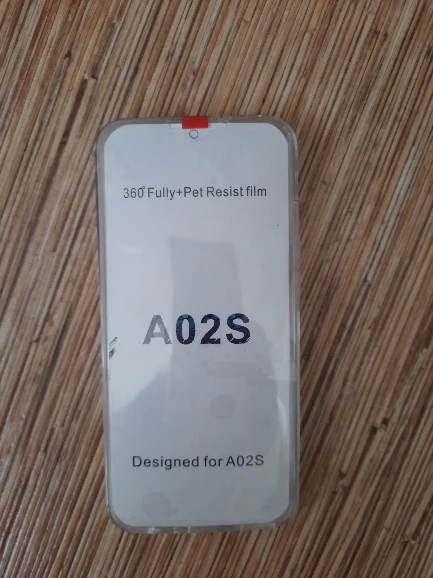 360° Fully+Pet Resist film
A02S
Designed for A02S